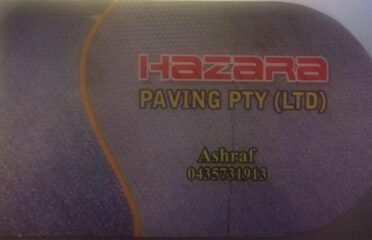 HAZARA
PAVING PTY (LTD)
Ashraf
0435731913